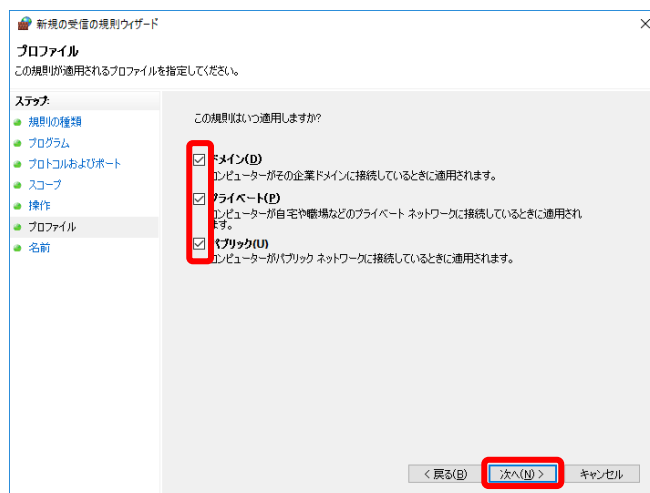 新規の受信の規則ウィザード
プロファイル
この規則が適用されるプロファイルを指定してください。
ステップ:
規則の種類
プログラム
プロトコルおよびポート
スコープ
操作
プロファイル
名前
この規則はいつ適用しますか?
ドメイン(D)
コンピューターがその企業ドメインに接続しているときに適用されます。
プライベート(P)
コンピューターが自宅や職場などのプライベート ネットワークに接続しているときに適用され
ます。
パブリック(U)
コンピューターがパブリック ネットワークに接続しているときに適用されます。
< 戻る(B)
次へ(N) >
キャンセル